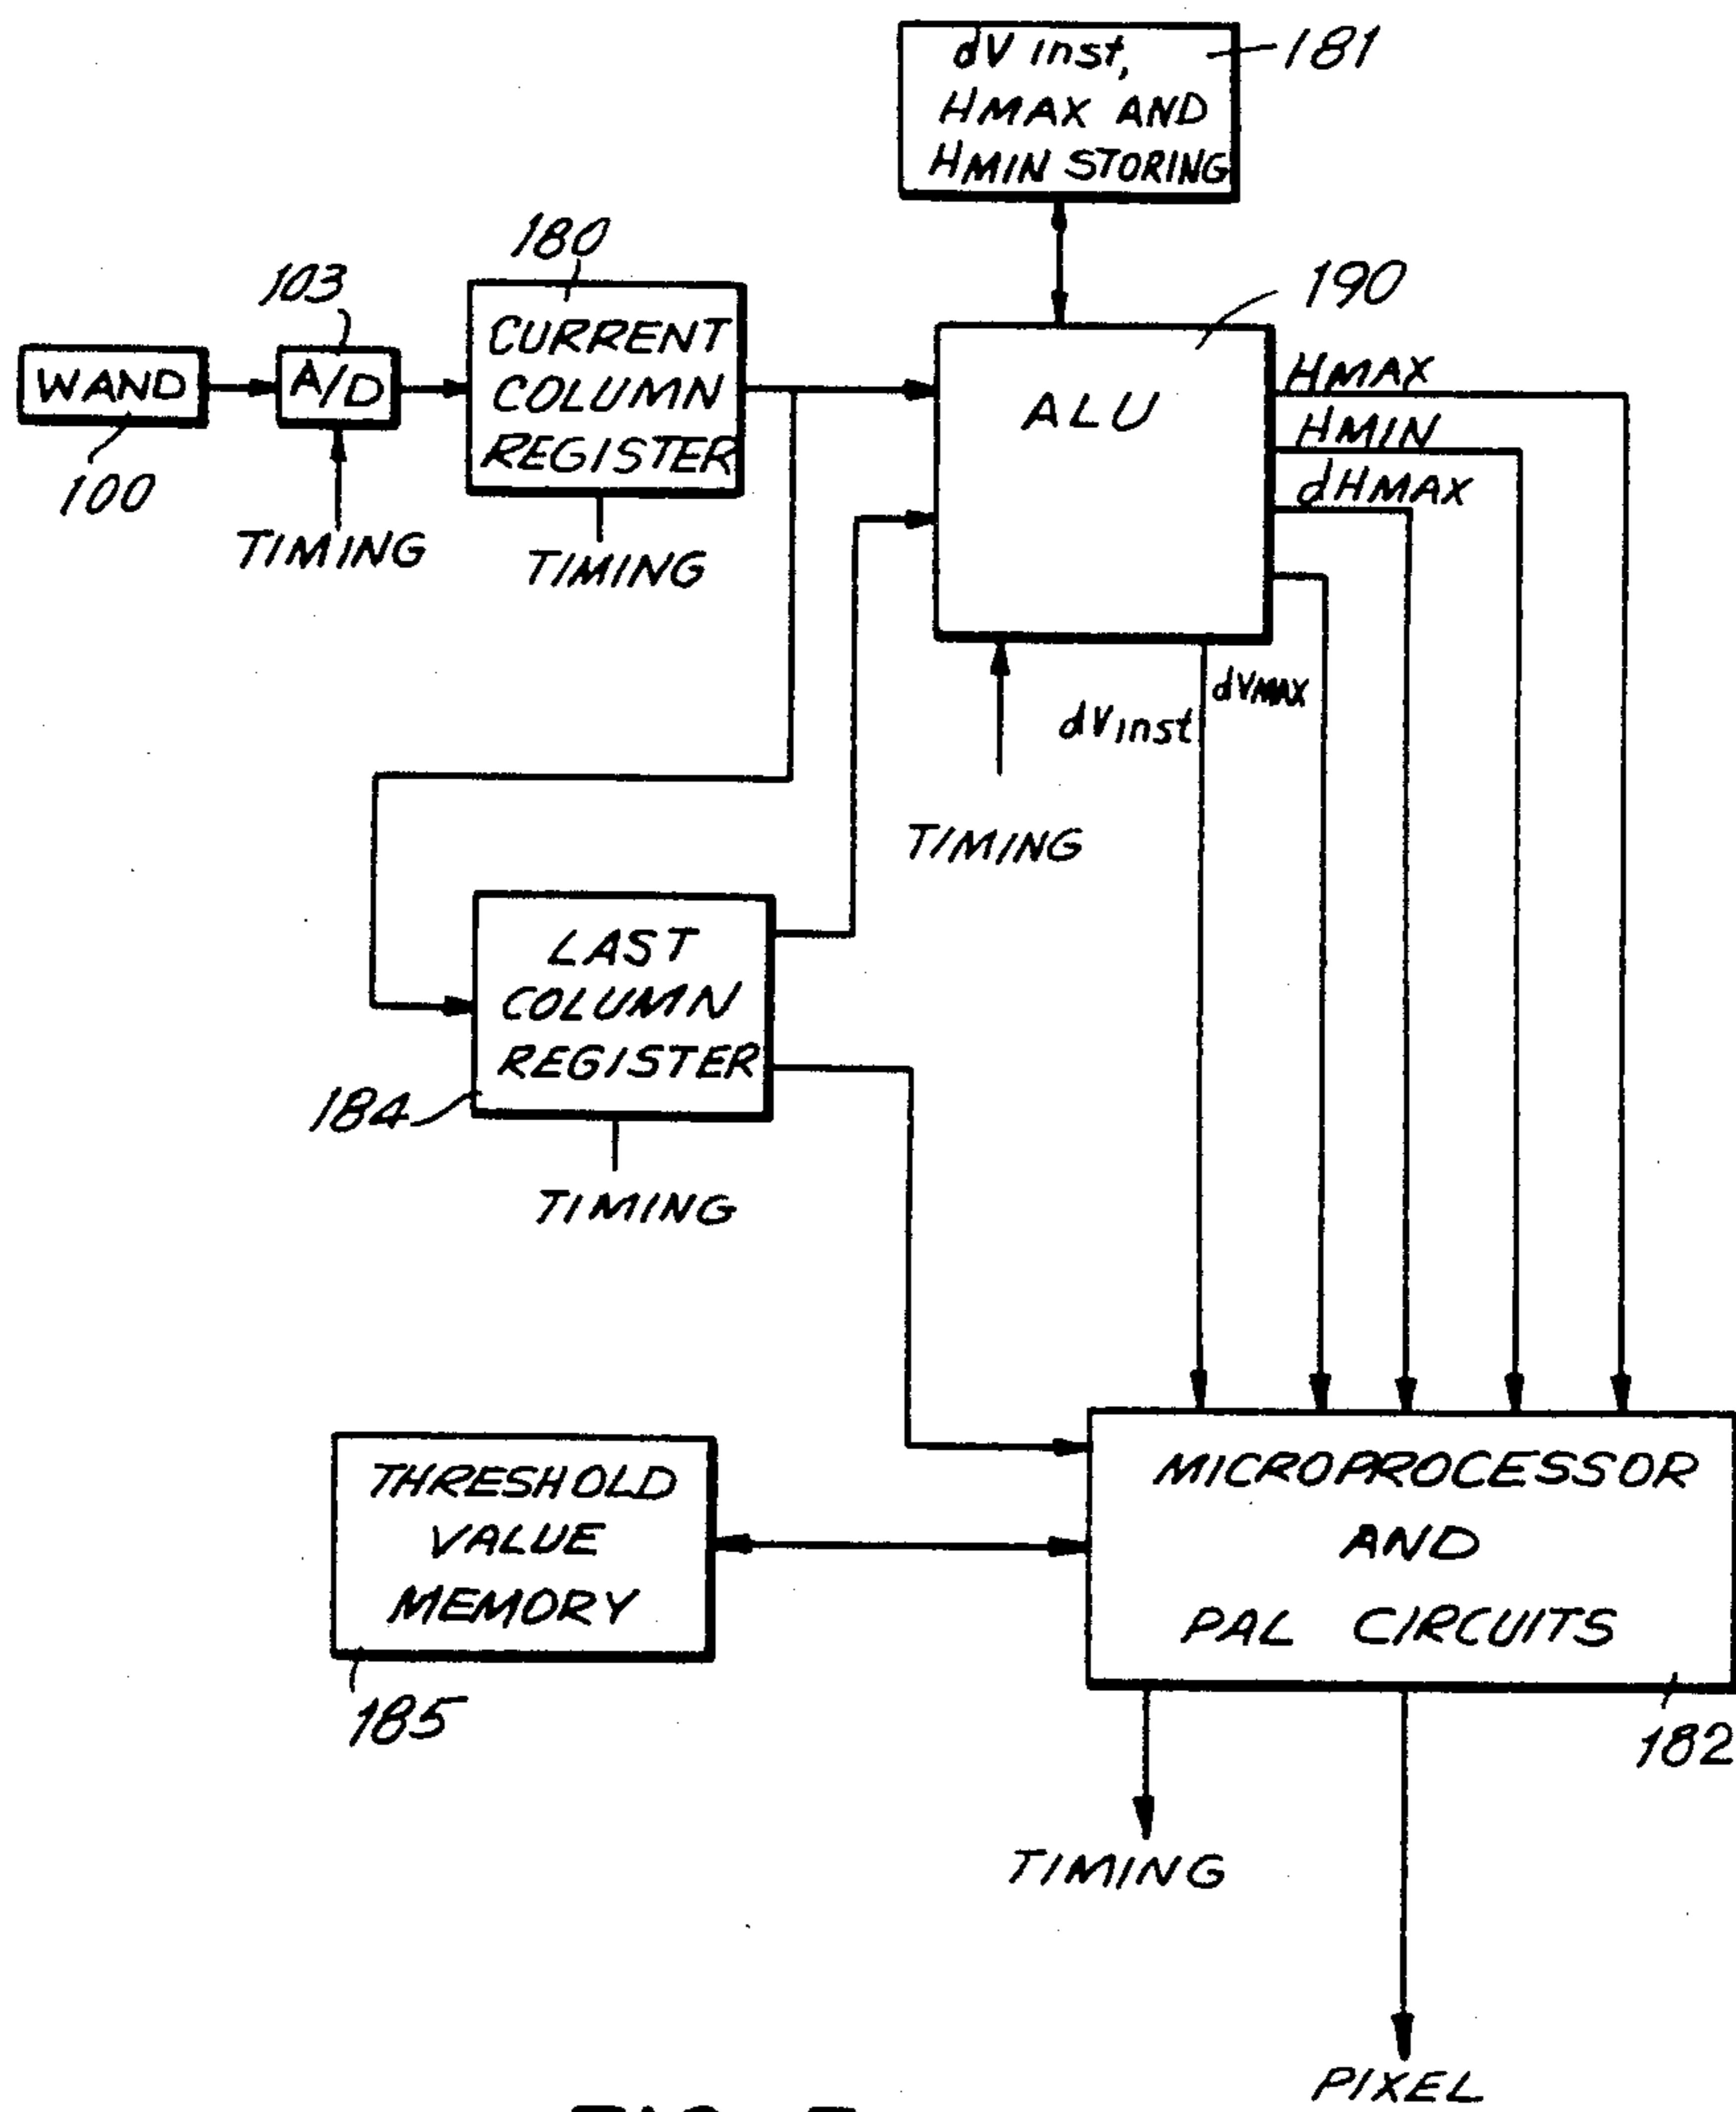 dV inst,
HMAX AND
HMIN STORING
181
180
103
190
WAND
A/D
CURRENT
COLUMN
REGISTER
ALU
HMAX
HMIN
dHMAX
100
TIMING
TIMING
dVMAX
dVinst
TIMING
LAST
COLUMN
REGISTER
184
TIMING
THRESHOLD
VALUE
MEMORY
MICROPROCESSOR
AND
PAL CIRCUITS
185
182
TIMING
PIXEL